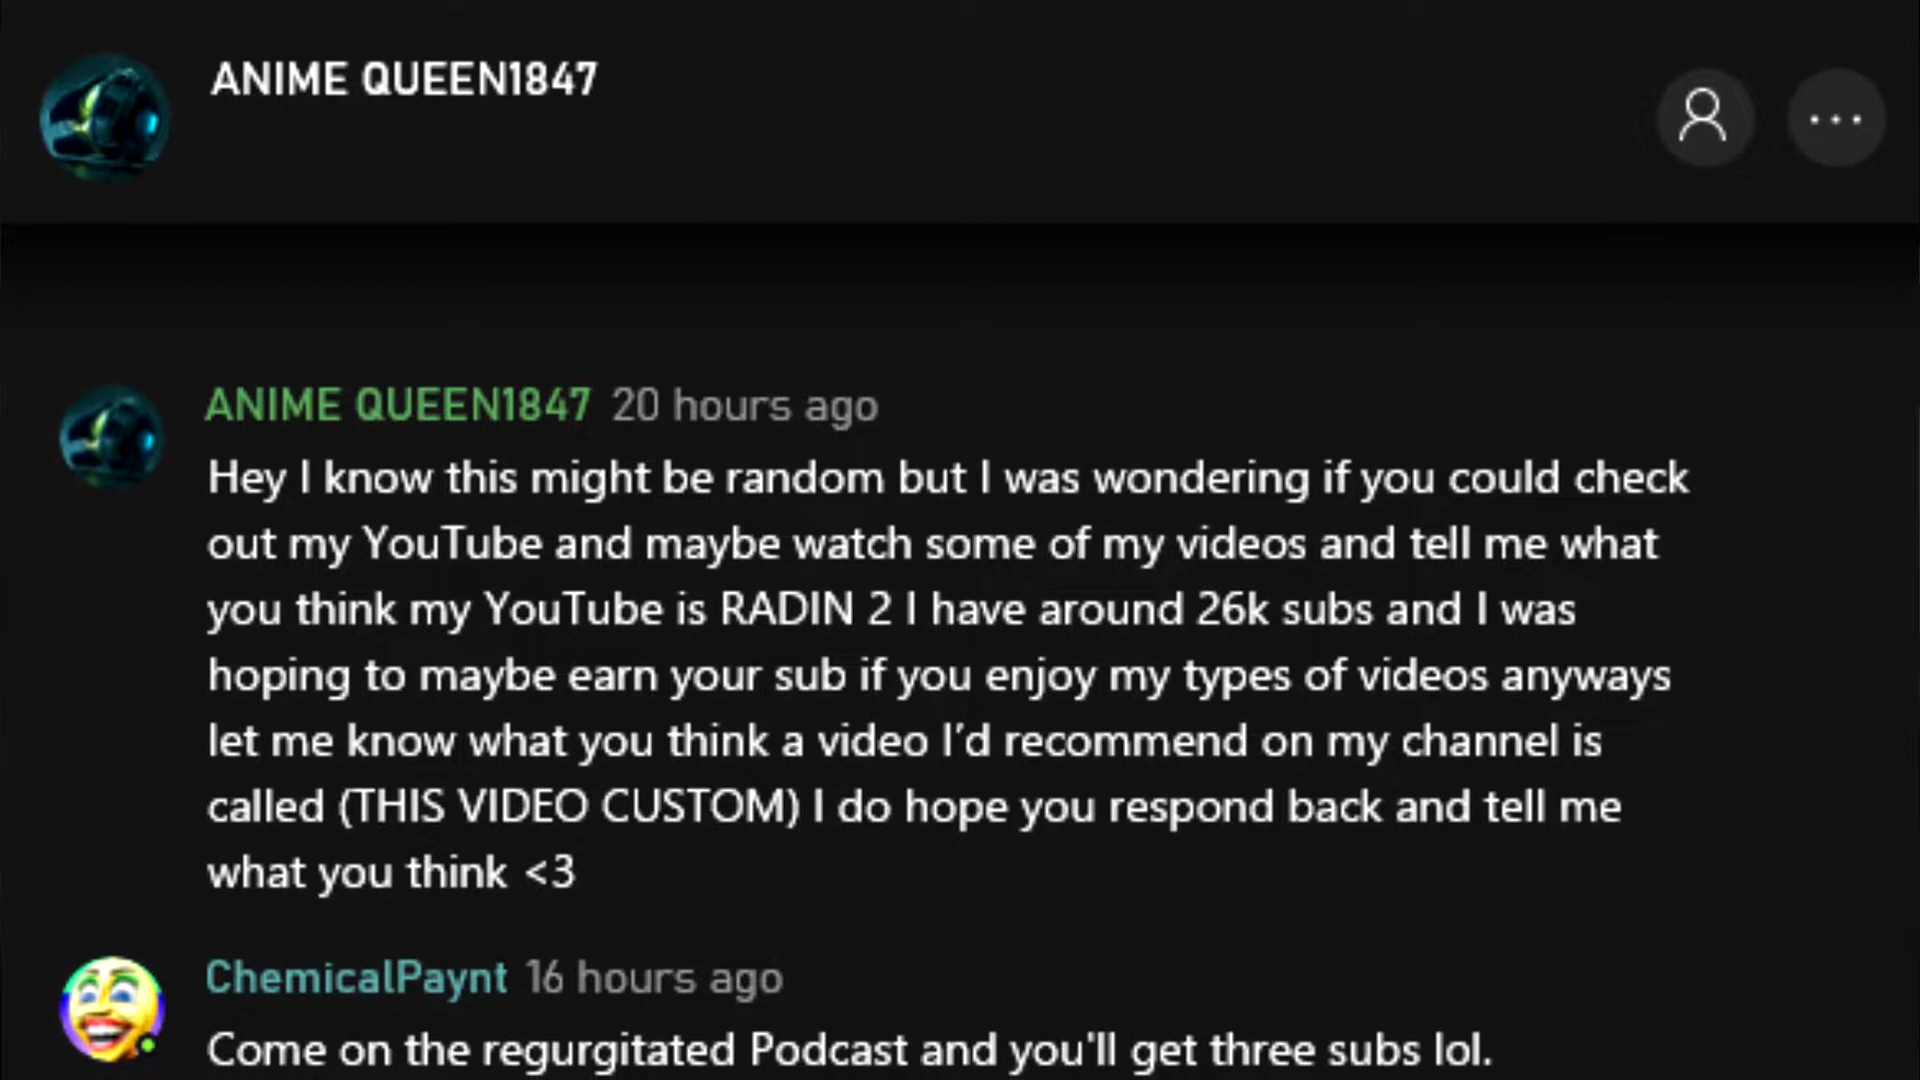 ANIME QUEEN1847
ANIME QUEEN1847 20 hours ago
Hey I know this might be random but I was wondering if you could check
out my YouTube and maybe watch some of my videos and tell me what
you think my YouTube is RADIN 2 I have around 26k subs and I was
hoping to maybe earn your sub if you enjoy my types of videos anyways
let me know what you think a video I'd recommend on my channel is
called (THIS VIDEO CUSTOM) I do hope you respond back and tell me
what you think <3
ChemicalPaynt 16 hours ago
Come on the regurgitated Podcast and you'll get three subs lol.